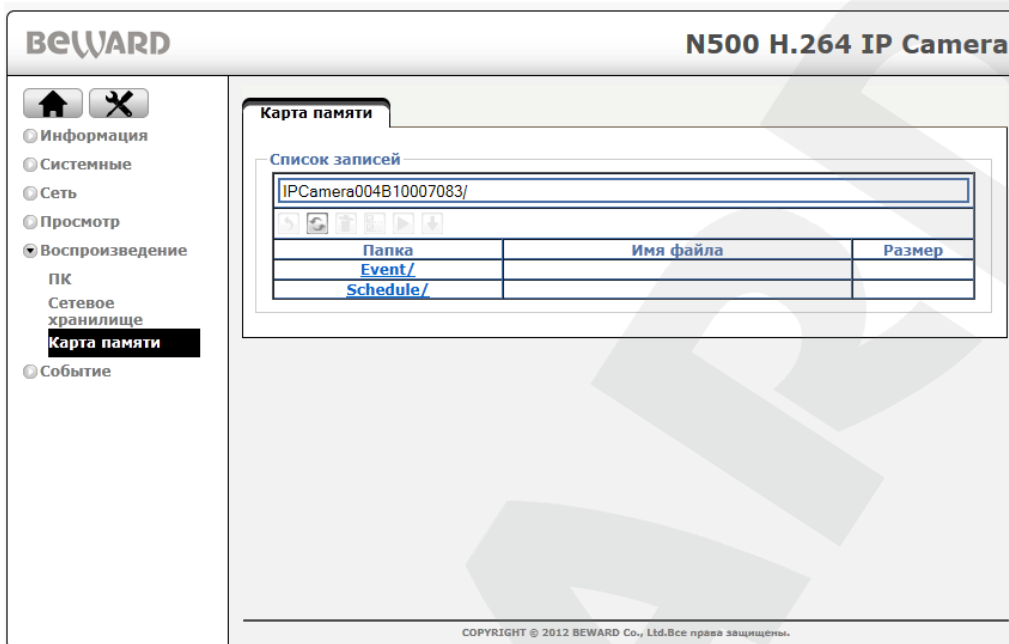 BEWARD
N500 H.264 IP Camera
Информация
Системные
Сеть
Просмотр
Воспроизведение
ПК
Сетевое
хранилище
Карта памяти
Событие
Карта памяти
Список записей
IPCamera004B10007083/
Папка Имя файла Размер
Event/
Schedule/
COPYRIGHT © 2012 BEWARD Co., Ltd.Все права защищены.